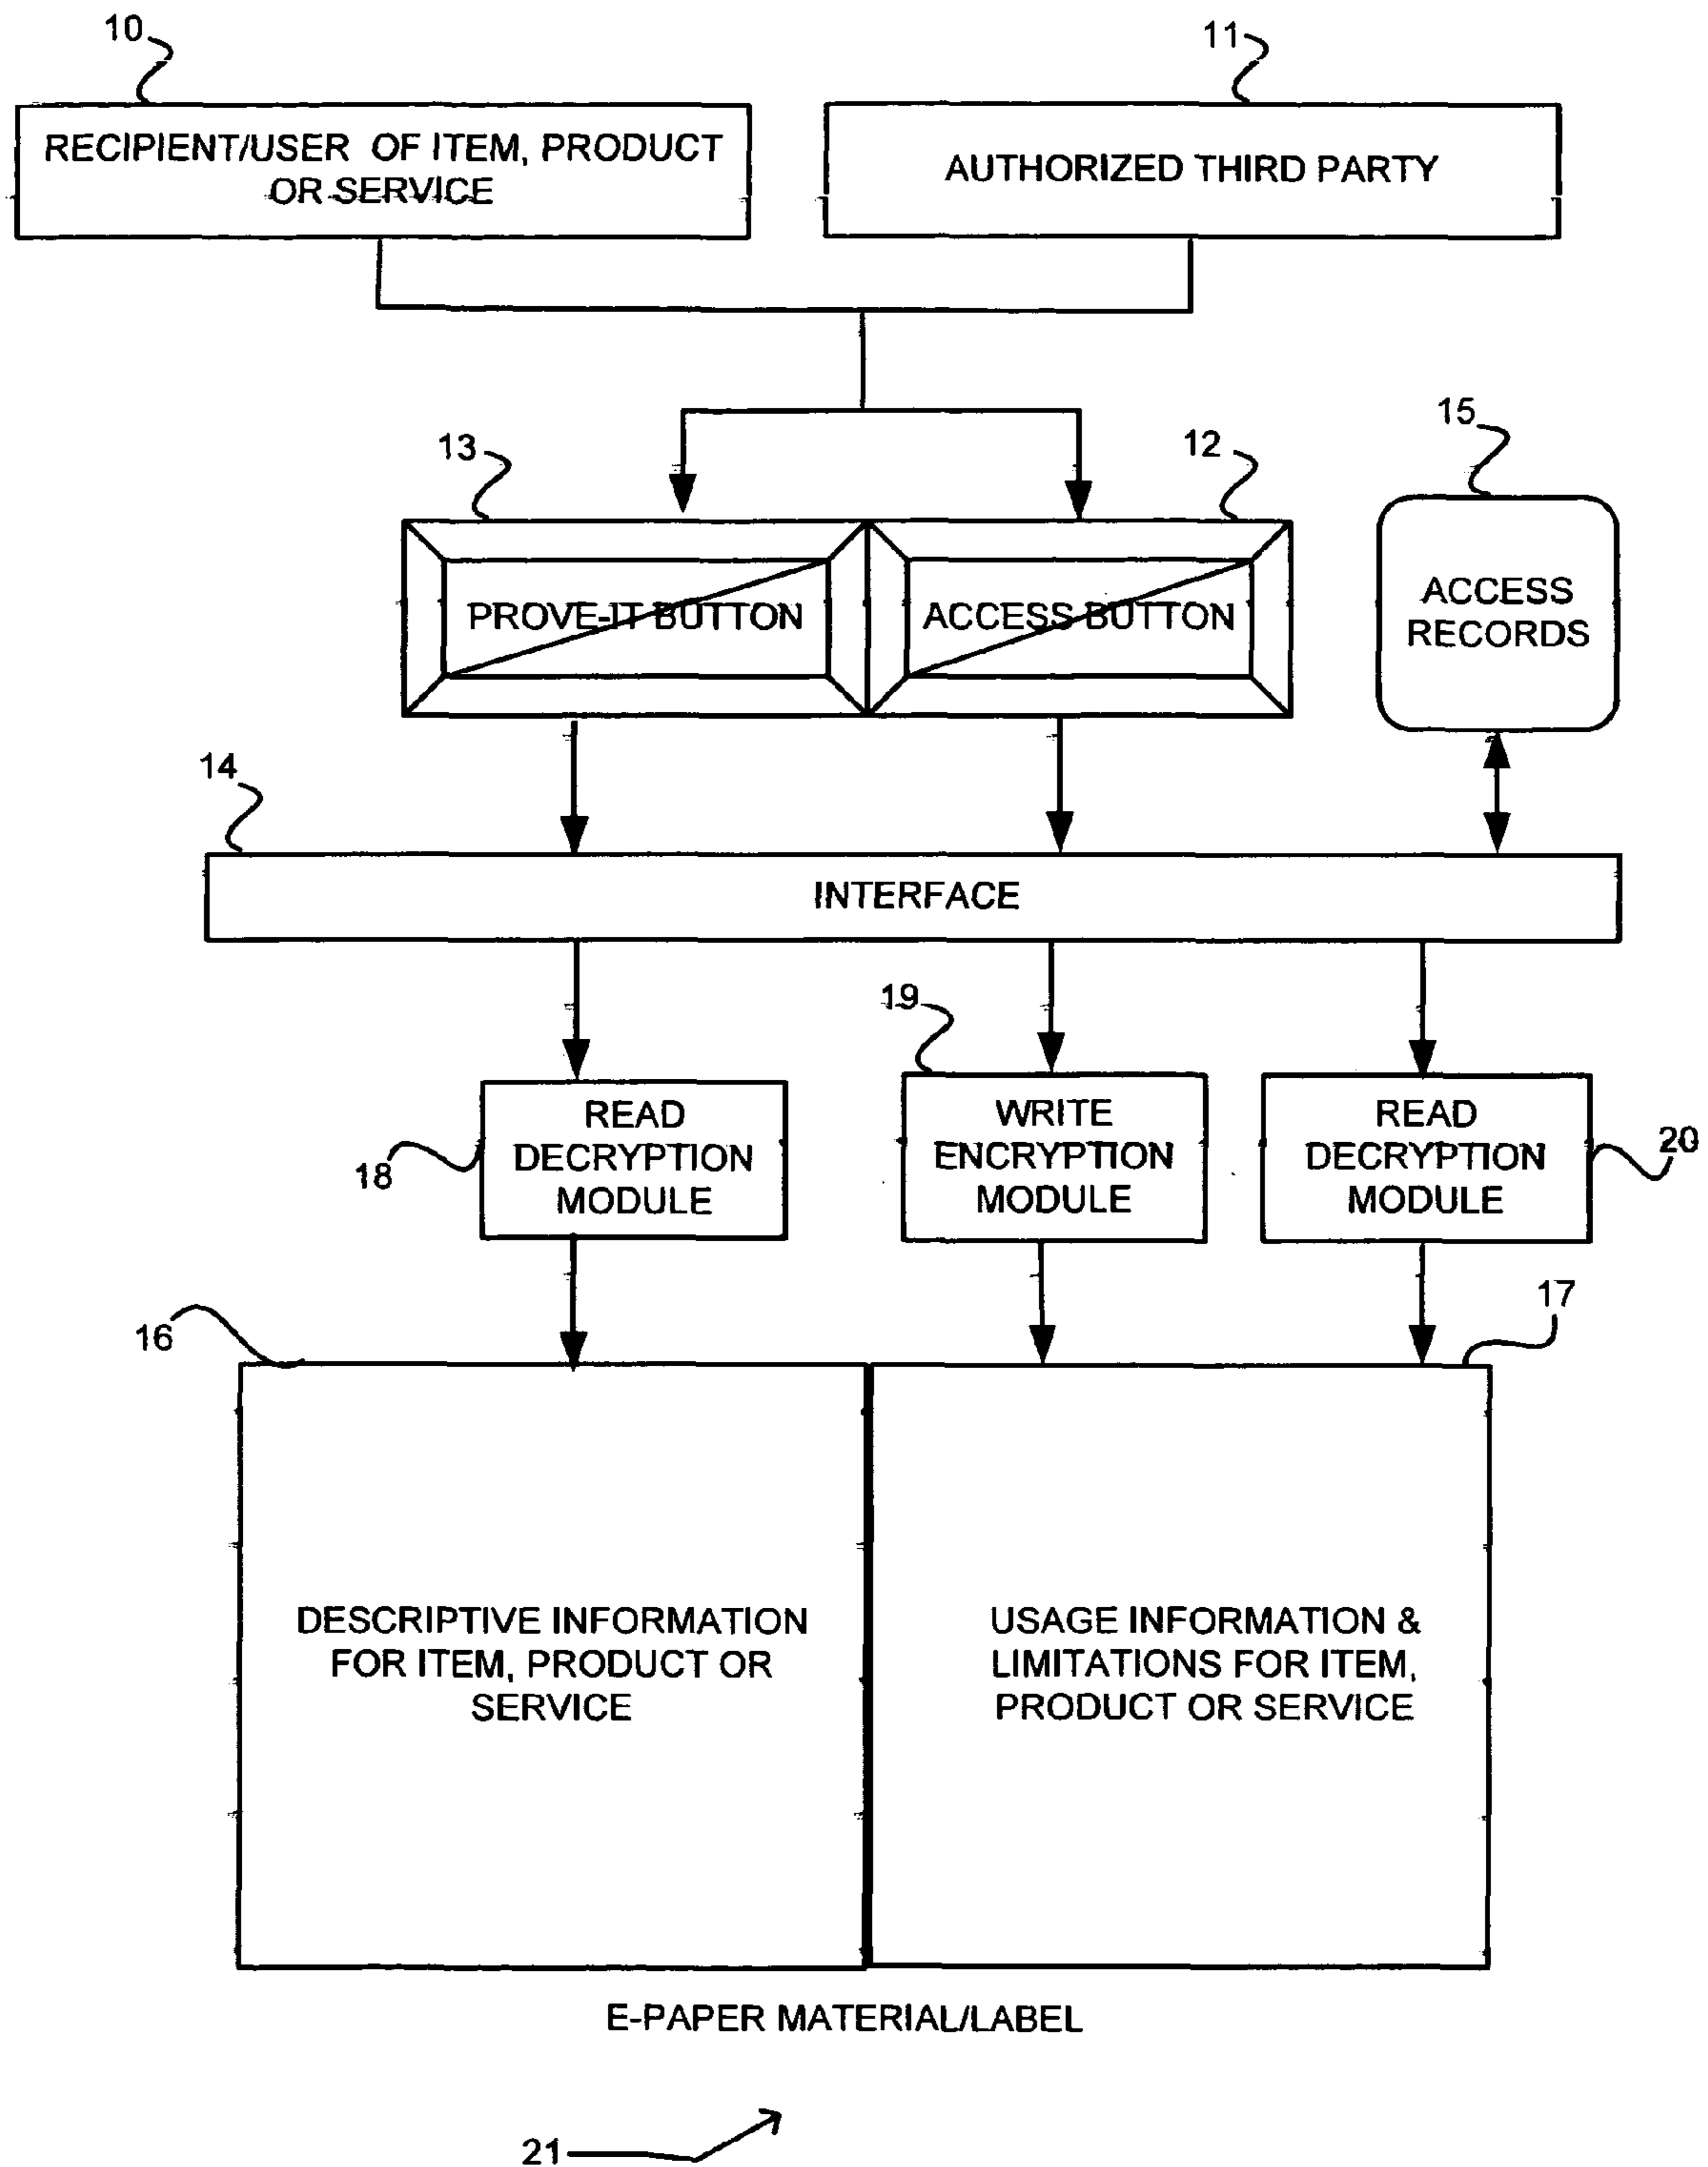 10
11
RECIPIENT/USER OF ITEM, PRODUCT
OR SERVICE
AUTHORIZED THIRD PARTY
13
12
15
PROVE-IT BUTTON
ACCESS BUTTON
ACCESS
RECORDS
14
INTERFACE
19
READ
DECRYPTION
MODULE
18
WRITE
ENCRYPTION
MODULE
READ
DECRYPTION
MODULE
20
16
17
DESCRIPTIVE INFORMATION
FOR ITEM, PRODUCT OR
SERVICE
USAGE INFORMATION &
LIMITATIONS FOR ITEM,
PRODUCT OR SERVICE
E-PAPER MATERIAL/LABEL
21